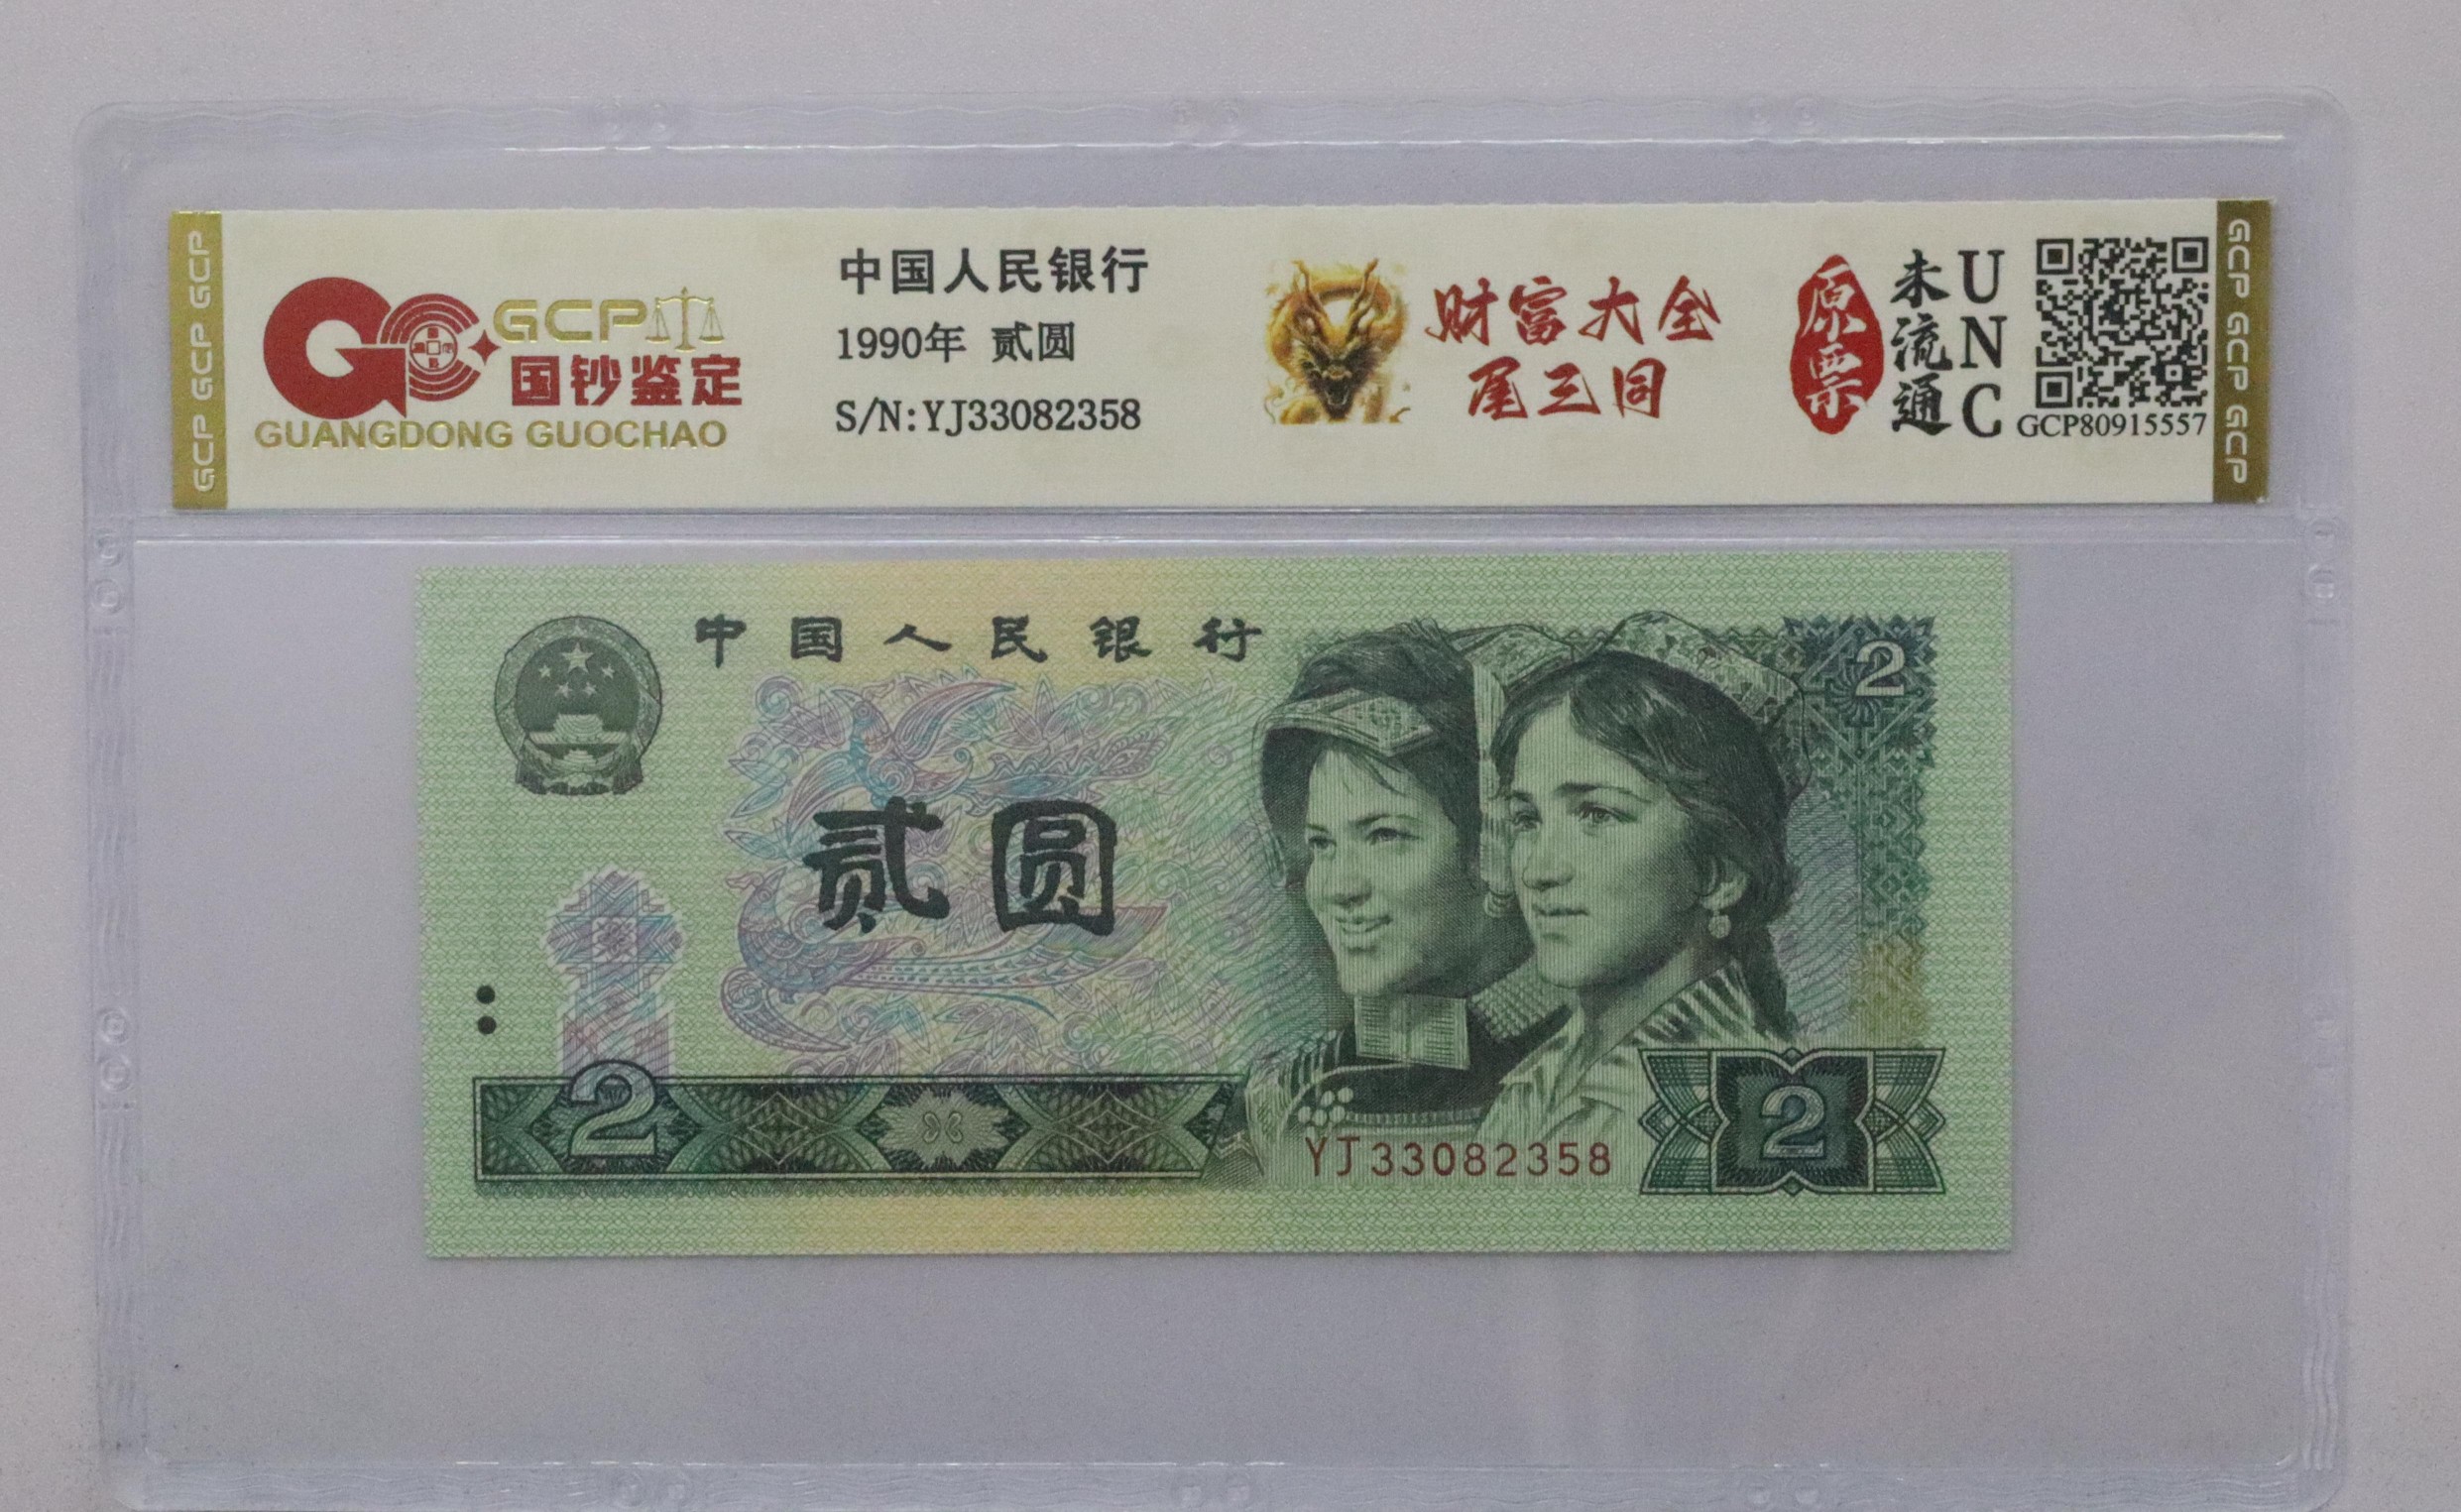 GCP GCP GCP
GCP
国钞鉴定
GUANGDONG GUOCHAO
中国人民银行
1990年 贰圆
S/N:YJ33082358
财富大全
尾三同
原票
未流通
UNC
GCP80915557
GCP GCP GCP
中国人民银行
2
贰圆
2
YJ33082358
2